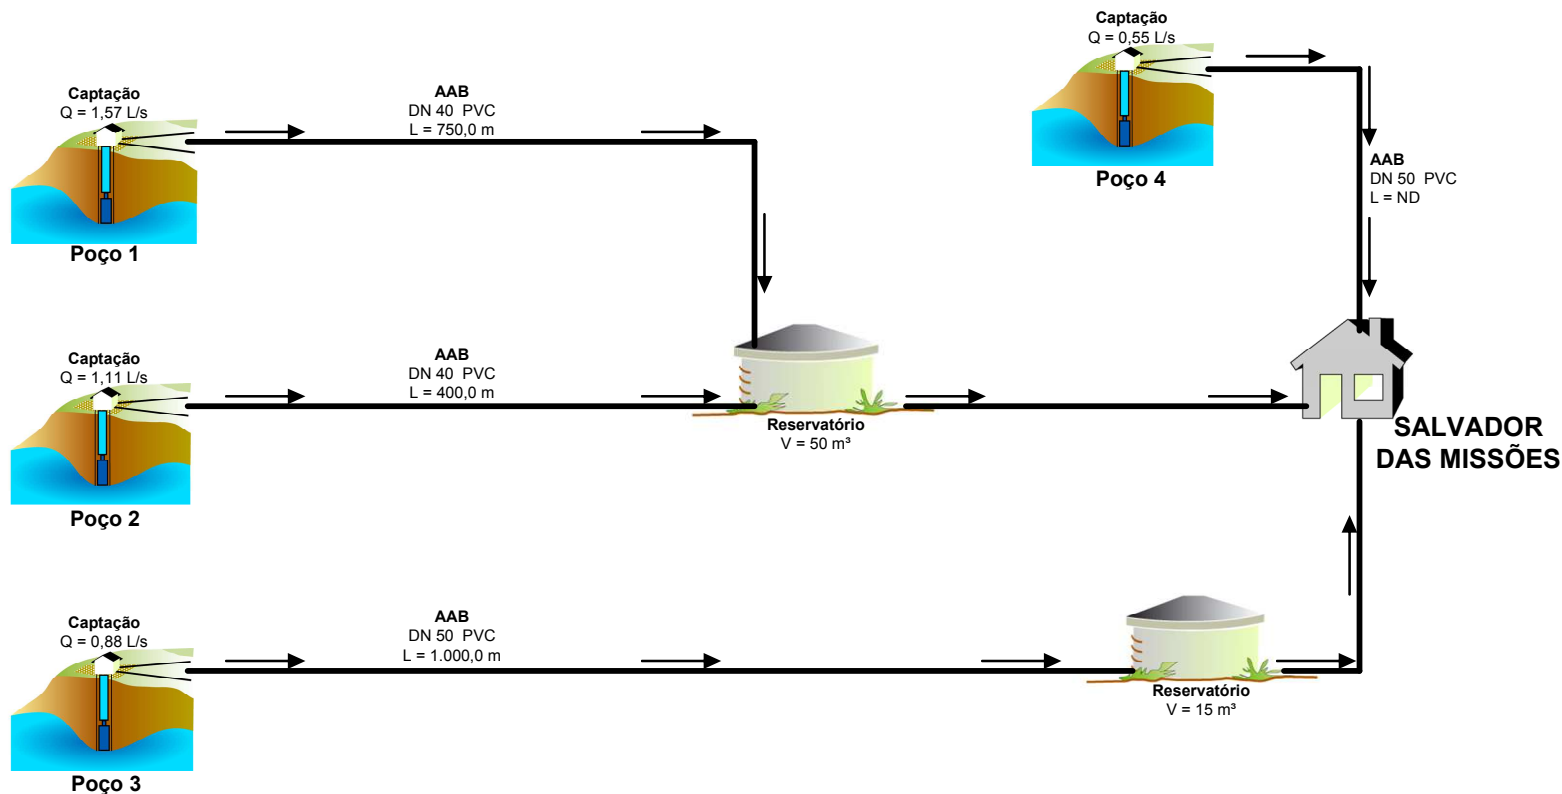 Captação
Q = 1,57 L/s
Poço 1
AAB
DN 40 PVC
L = 750,0 m
Captação
Q = 0,55 L/s
Poço 4
AAB
DN 50 PVC
L = ND
Captação
Q = 1,11 L/s
Poço 2
AAB
DN 40 PVC
L = 400,0 m
Reservatório
V = 50 m³
SALVADOR
DAS MISSÕES
Captação
Q = 0,88 L/s
Poço 3
AAB
DN 50 PVC
L = 1.000,0 m
Reservatório
V = 15 m³